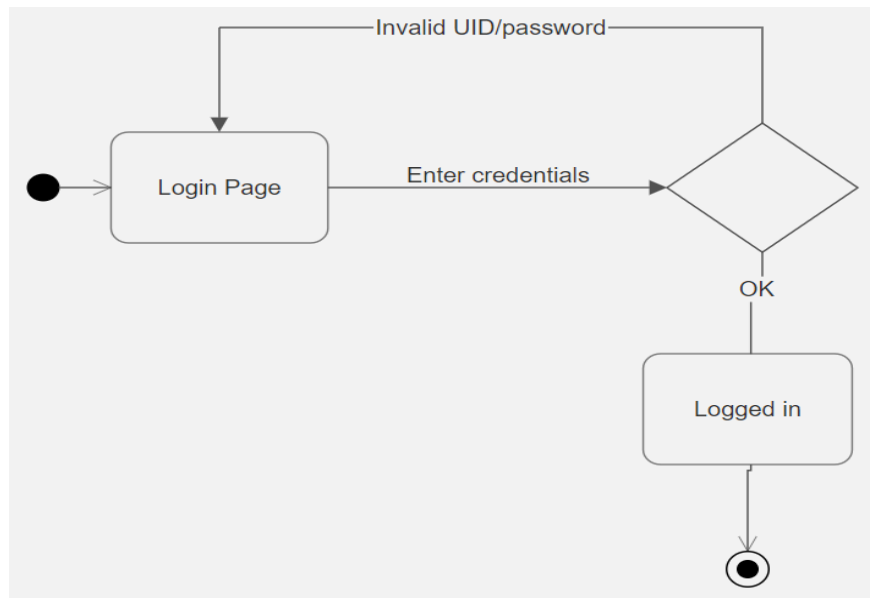 Invalid UID/password
Login Page
Enter credentials
OK
Logged in